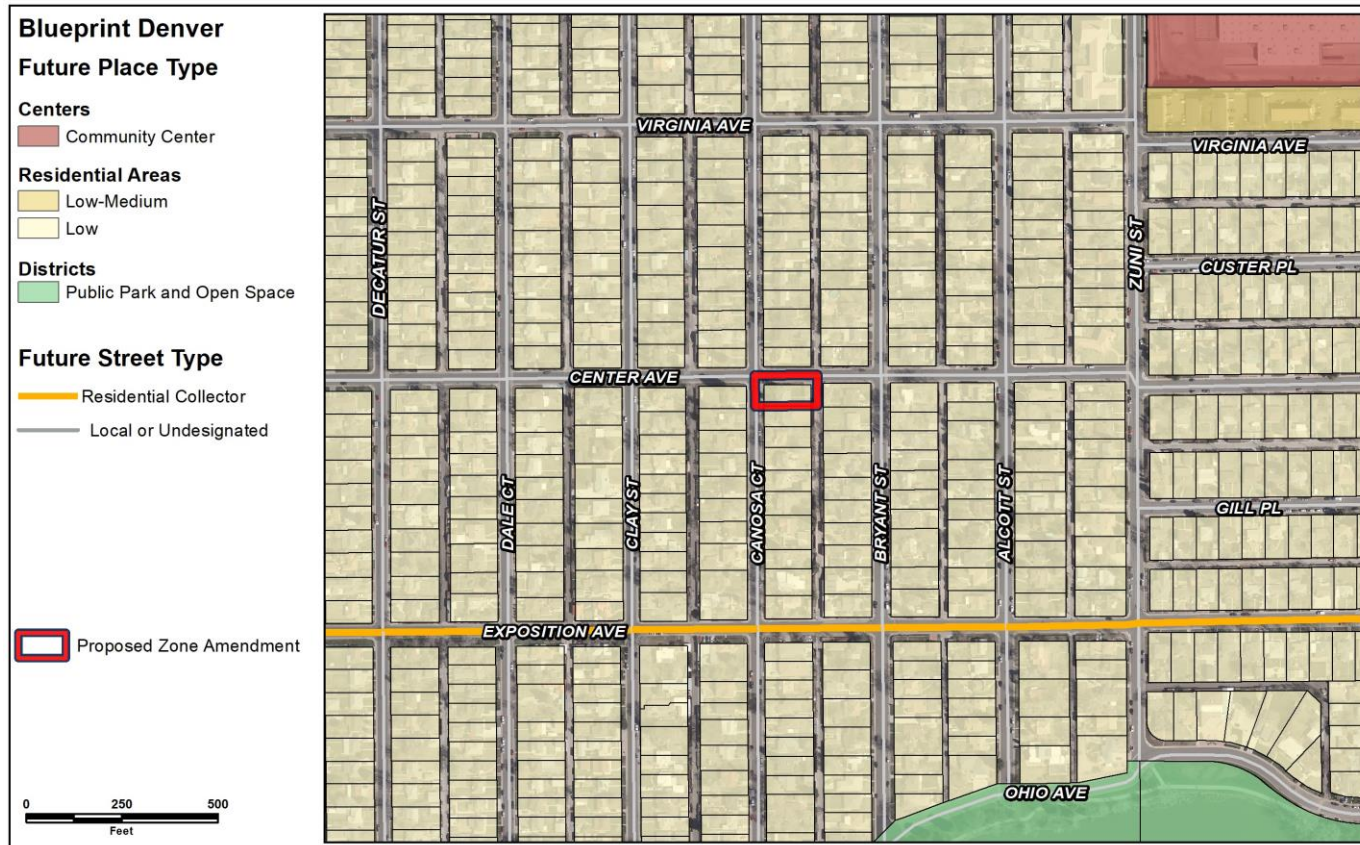 Blueprint Denver
Future Place Type
Centers
Community Center
Residential Areas
Low-Medium
Low
Districts
Public Park and Open Space
Future Street Type
Residential Collector
Local or Undesignated
Proposed Zone Amendment
0 250 500
Feet
VIRGINIA AVE
VIRGINIA AVE
DECATUR ST
ZUNI ST
CUSTER PL
CENTER AVE
DALE CT
CLAY ST
CANOSA CT
BRYANT ST
ALCOTT ST
GILL PL
EXPOSITION AVE
OHIO AVE